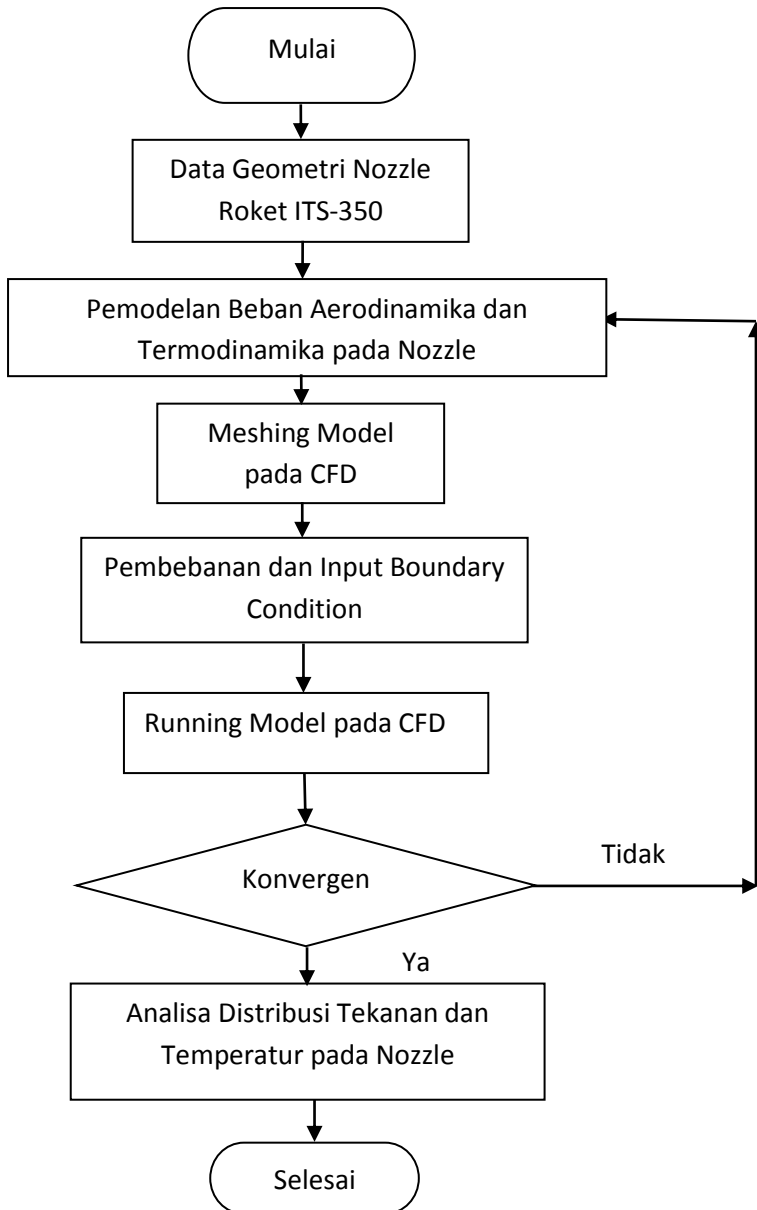 Mulai
Data Geometri Nozzle
Roket ITS-350
Pemodelan Beban Aerodinamika dan
Termodinamika pada Nozzle
Meshing Model
pada CFD
Pembebanan dan Input Boundary
Condition
Running Model pada CFD
Konvergen
Tidak
Ya
Analisa Distribusi Tekanan dan
Temperatur pada Nozzle
Selesai